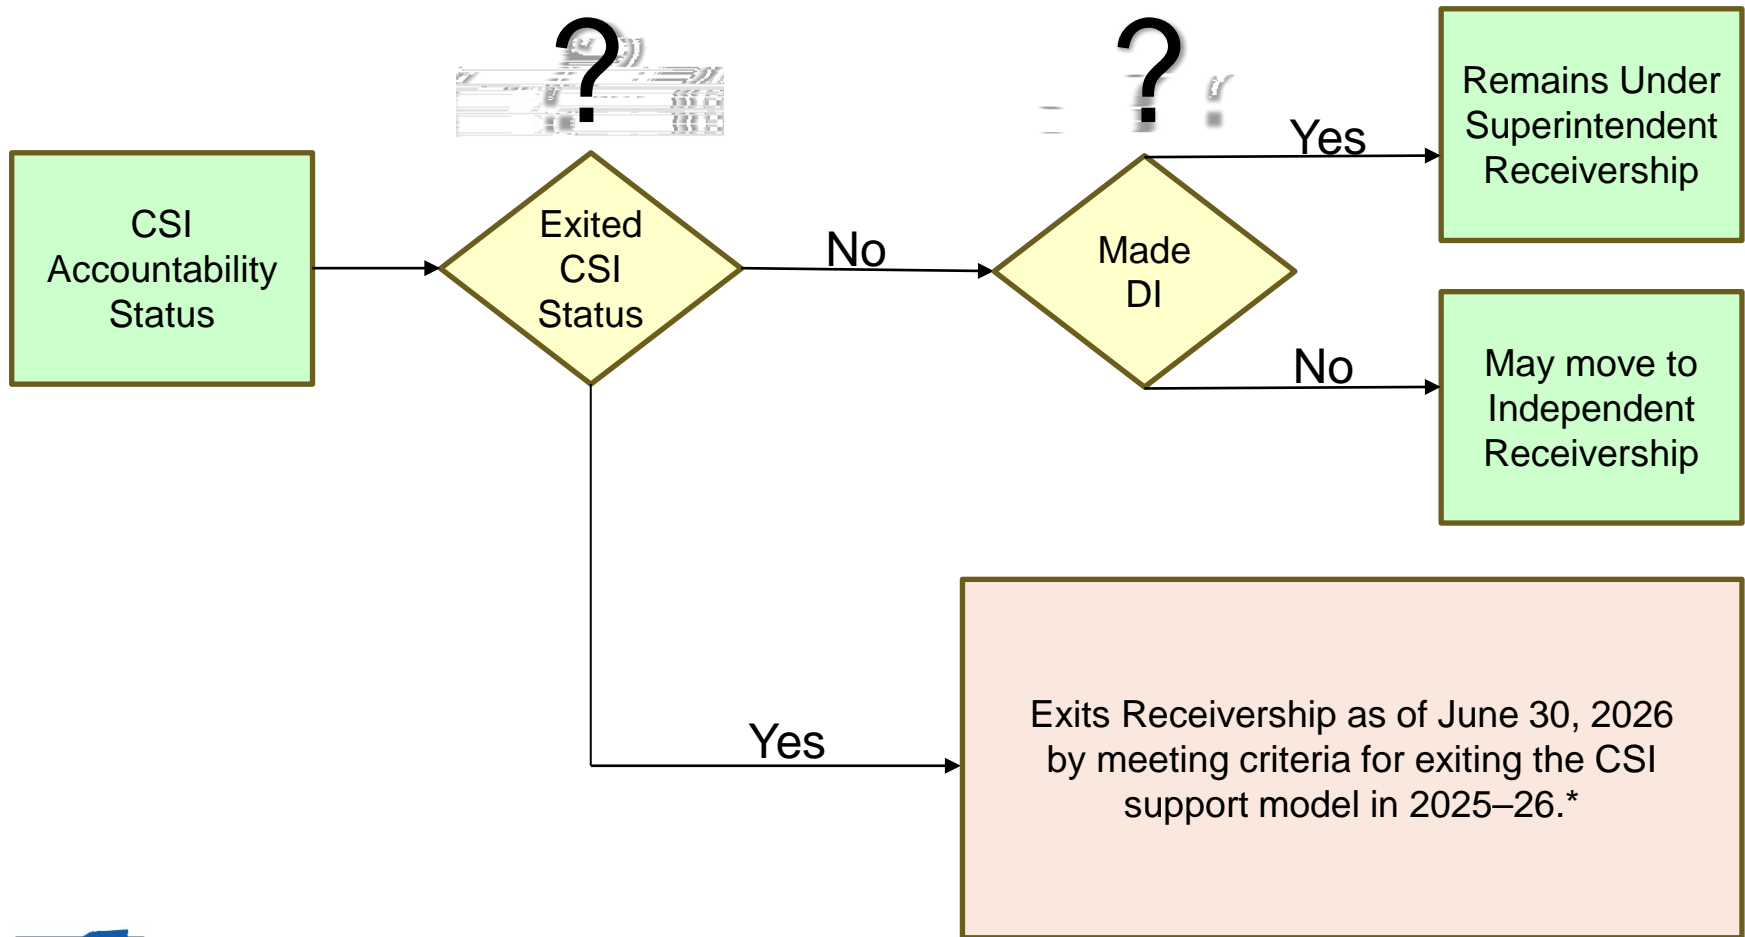 ?
?
CSI
Accountability
Status
Exited
CSI
Status
No
Made
DI
Yes
Remains Under
Superintendent
Receivership
No
May move to
Independent
Receivership
Yes
Exits Receivership as of June 30, 2026
by meeting criteria for exiting the CSI
support model in 2025–26.*